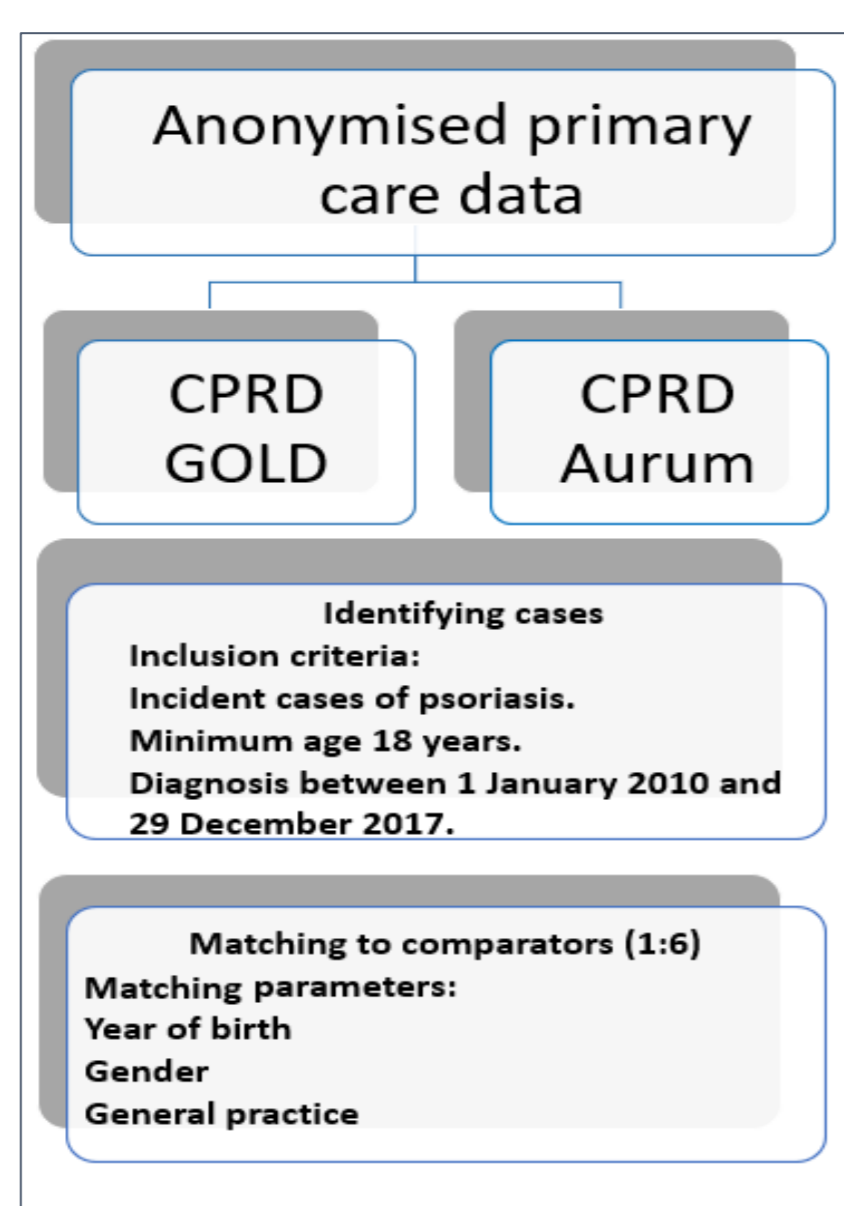 Anonymised primary
care data
CPRD
GOLD
CPRD
Aurum
Identifying cases
Inclusion criteria:
Incident cases of psoriasis.
Minimum age 18 years.
Diagnosis between 1 January 2010 and
29 December 2017.
Matching to comparators (1:6)
Matching parameters:
Year of birth
Gender
General practice